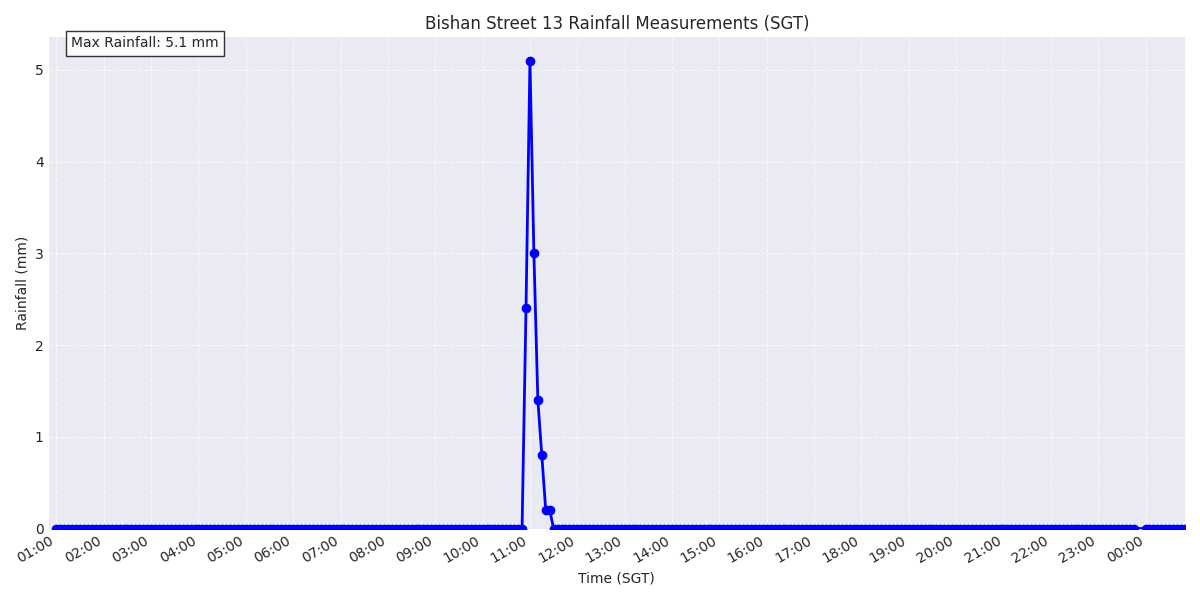 Bishan Street 13 Rainfall Measurements (SGT)
Max Rainfall: 5.1 mm
Rainfall (mm)
5
4
3
2
1
0
01:00 02:00 03:00 04:00 05:00 06:00 07:00 08:00 09:00 10:00 11:00 12:00 13:00 14:00 15:00 16:00 17:00 18:00 19:00 20:00 21:00 22:00 23:00 00:00
Time (SGT)